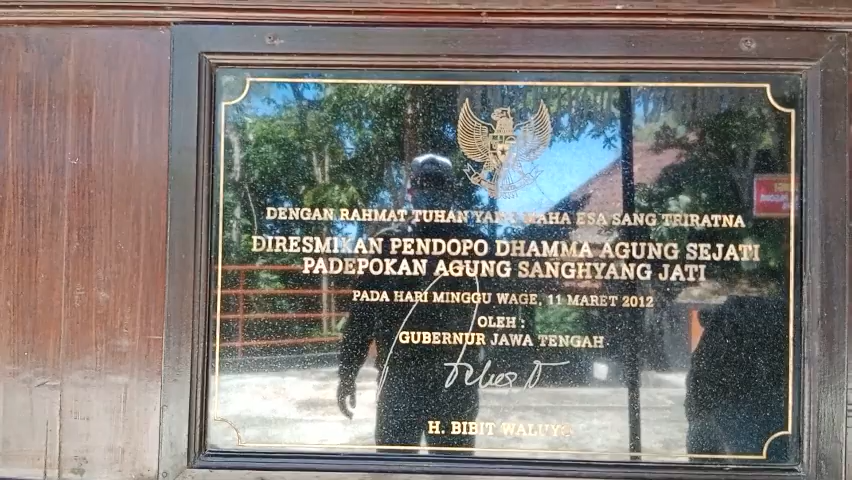 DENGAN RAHMAT TUHAN YANG MAHA ESA SANG TRIRATNA
DIRESMIKAN PENDOPO DHAMMA AGUNG SEJATI
PADEPOKAN AGUNG SANGHYANG JATI
PADA HARI MINGGU WAGE, 11 MARET 2012
OLEH :
GUBERNUR JAWA TENGAH
H. BIBIT WALUYO